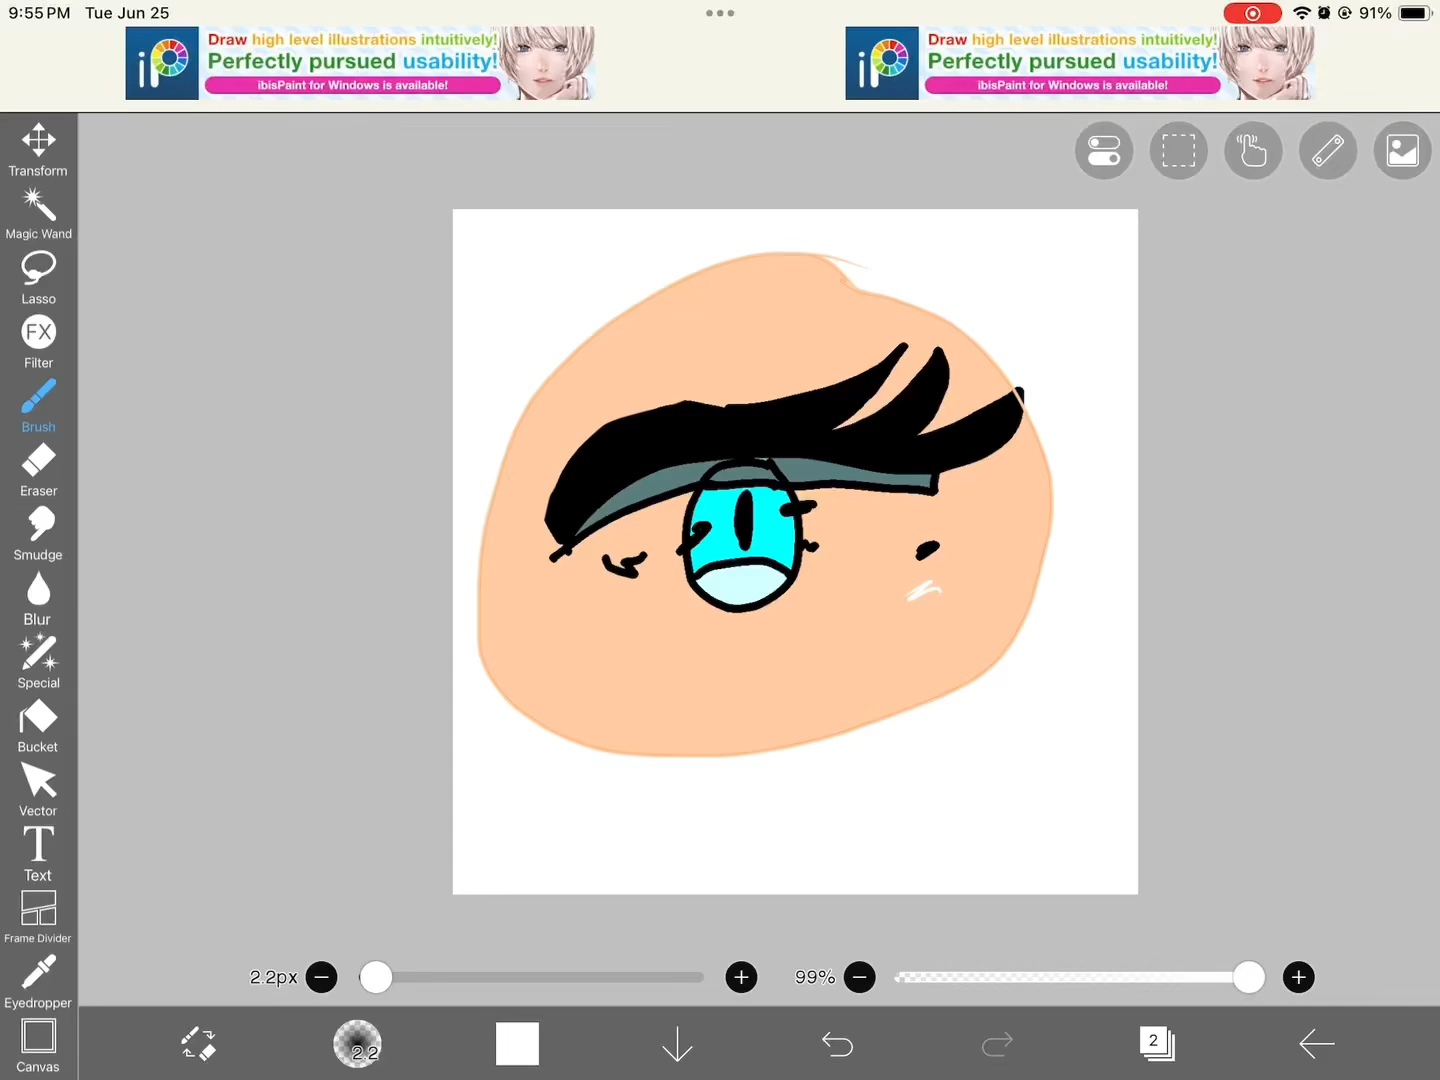 9:55 PM Tue Jun 25
91%
iP
Draw high level illustrations intuitively!
Perfectly pursued usability!
ibisPaint for Windows is available!
iP
Draw high level illustrations intuitively!
Perfectly pursued usability!
ibisPaint for Windows is available!
Transform
Magic Wand
Lasso
FX
Filter
Brush
Eraser
Smudge
Blur
Special
Bucket
Vector
T
Text
Frame Divider
Eyedropper
Canvas
2.2px
99%
2.2
2